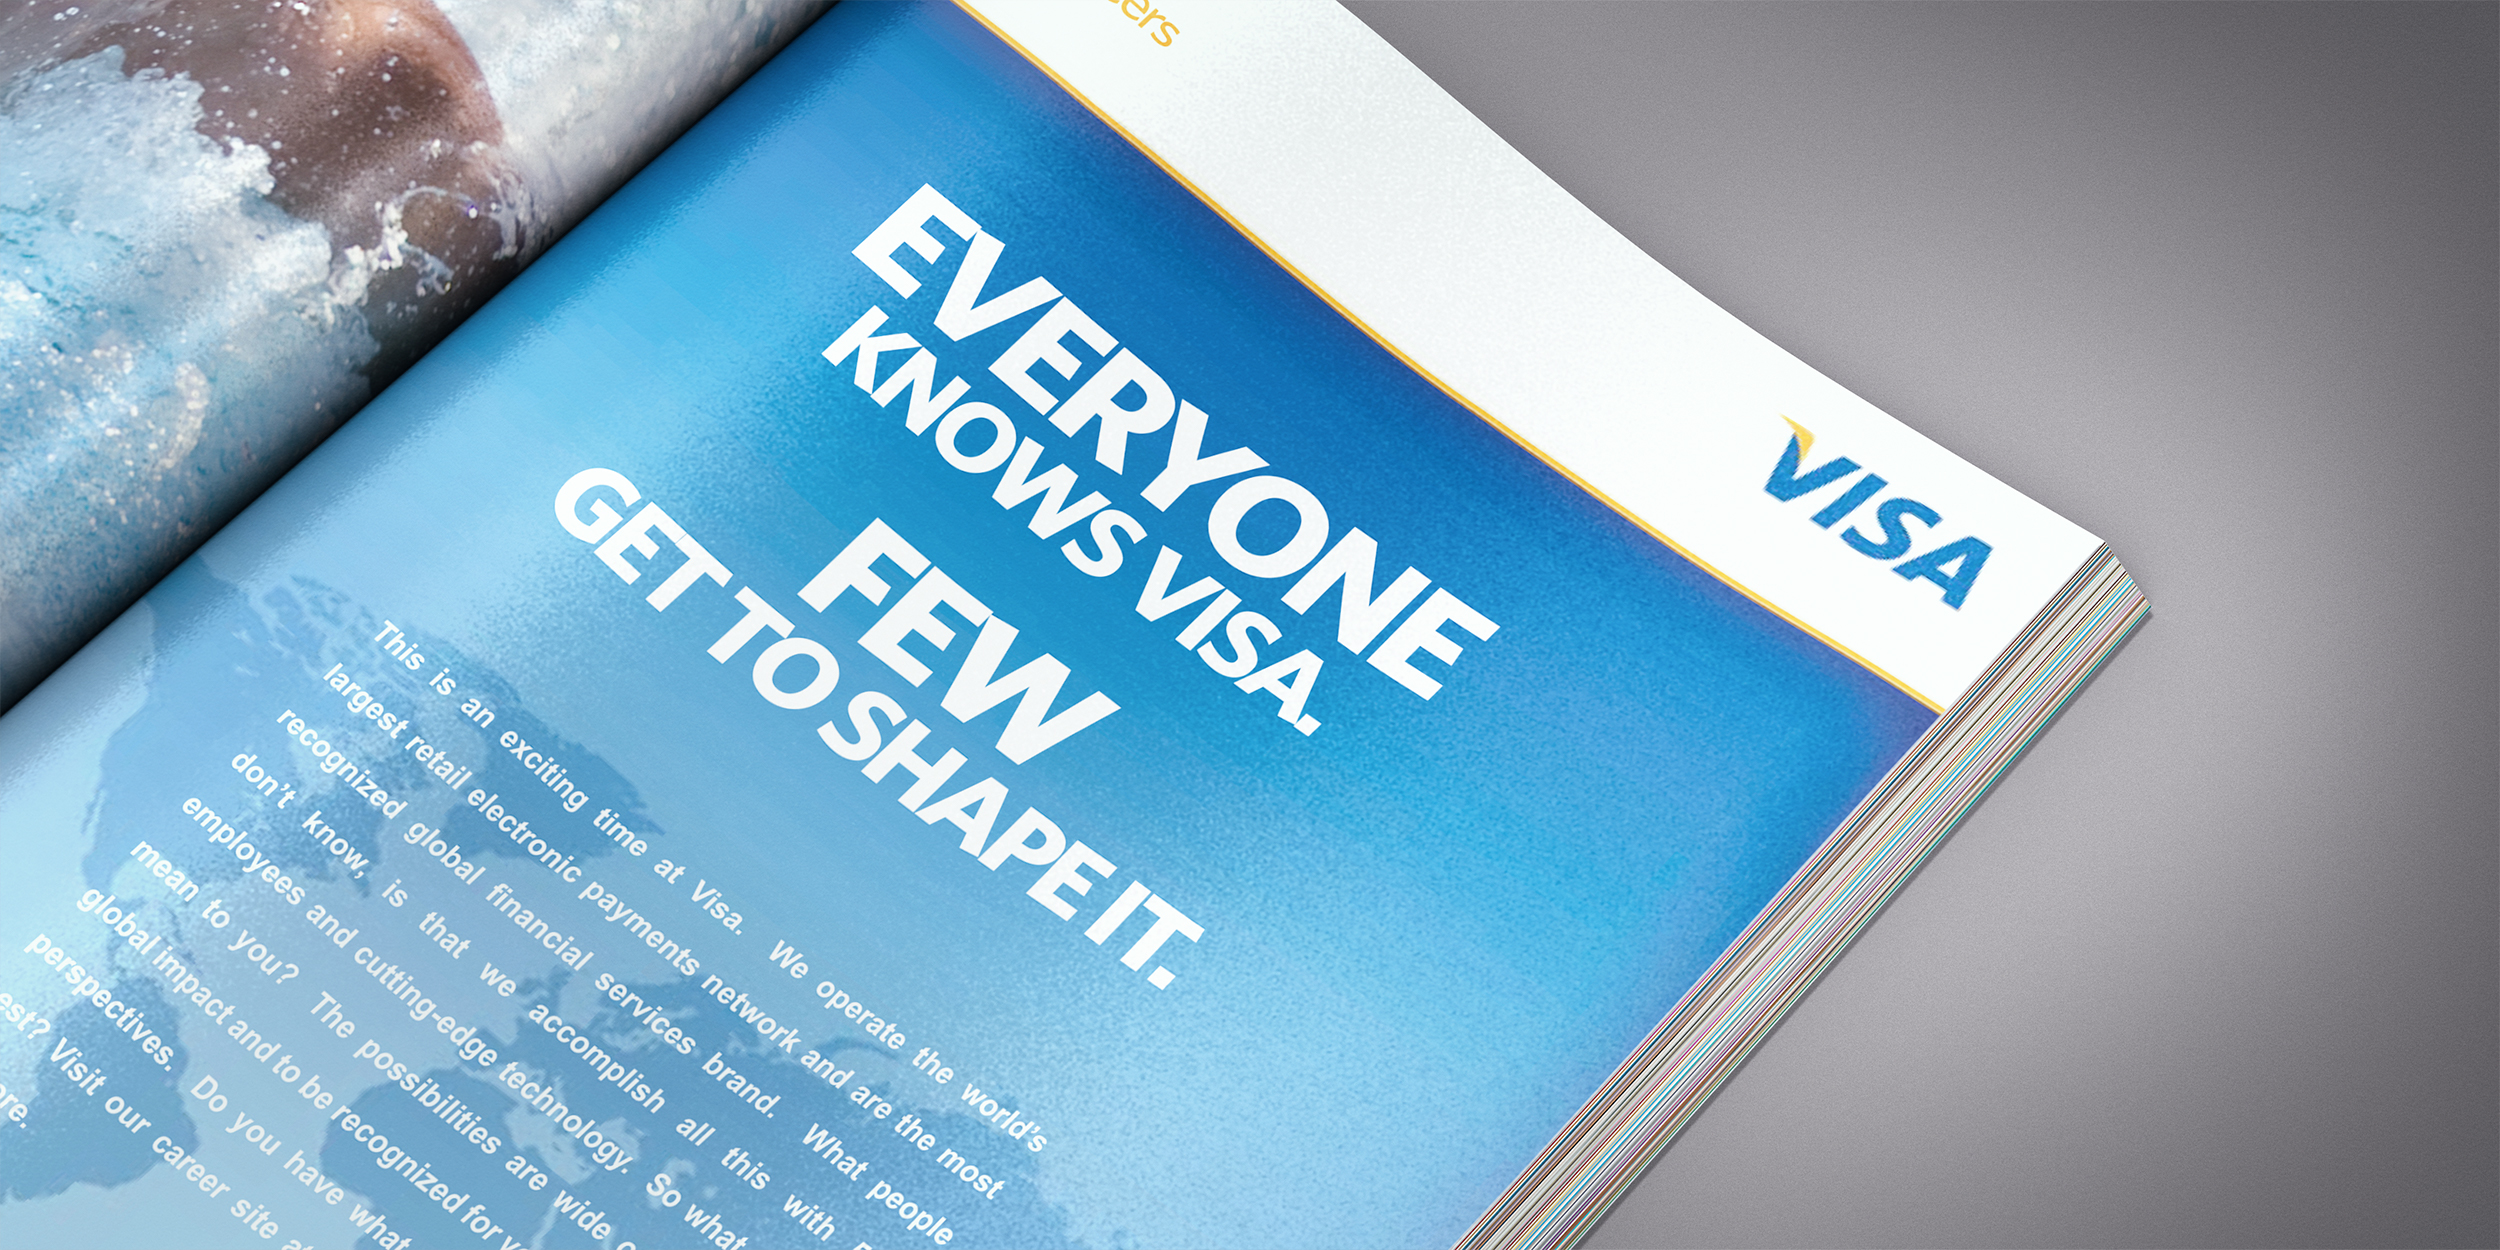 VISA
EVERYONE
KNOWS VISA.
FEW
GET TO SHAPE IT.
This is an exciting time at Visa. We operate the world's
largest retail electronic payments network and are the most
recognized global financial services brand. What people
don't know, is that we accomplish all this with
employees and cutting-edge technology. So what
mean to you? The possibilities are wide
global impact and to be recognized for
perspectives. Do you have what
Visit our career site